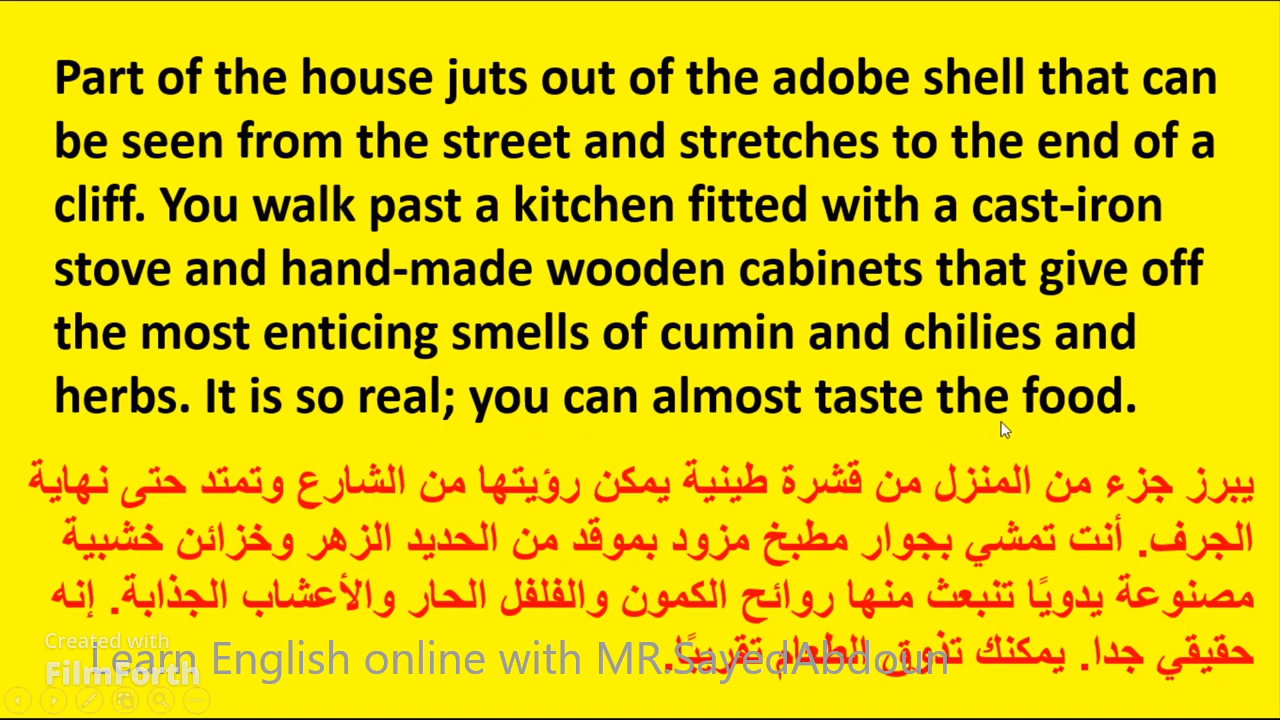 Part of the house juts out of the adobe shell that can
be seen from the street and stretches to the end of a
cliff. You walk past a kitchen fitted with a cast-iron
stove and hand-made wooden cabinets that give off
the most enticing smells of cumin and chilies and
herbs. It is so real; you can almost taste the food.
يبرز جزء من المنزل من قشرة طينية يمكن رؤيتها من الشارع وتمتد حتى نهاية
الجرف. أنت تمشي بجوار مطبخ مزود بموقد من الحديد الزهر وخزائن خشبية
مصنوعة يدويًا تنبعث منها روائح الكمون والفلفل الحار والأعشاب الجذابة. إنه
حقيقي جدا. يمكنك تذوق الطعام تقريبًا.
Created with
FilmForth
Learn English online with MR.SayedAbdoun